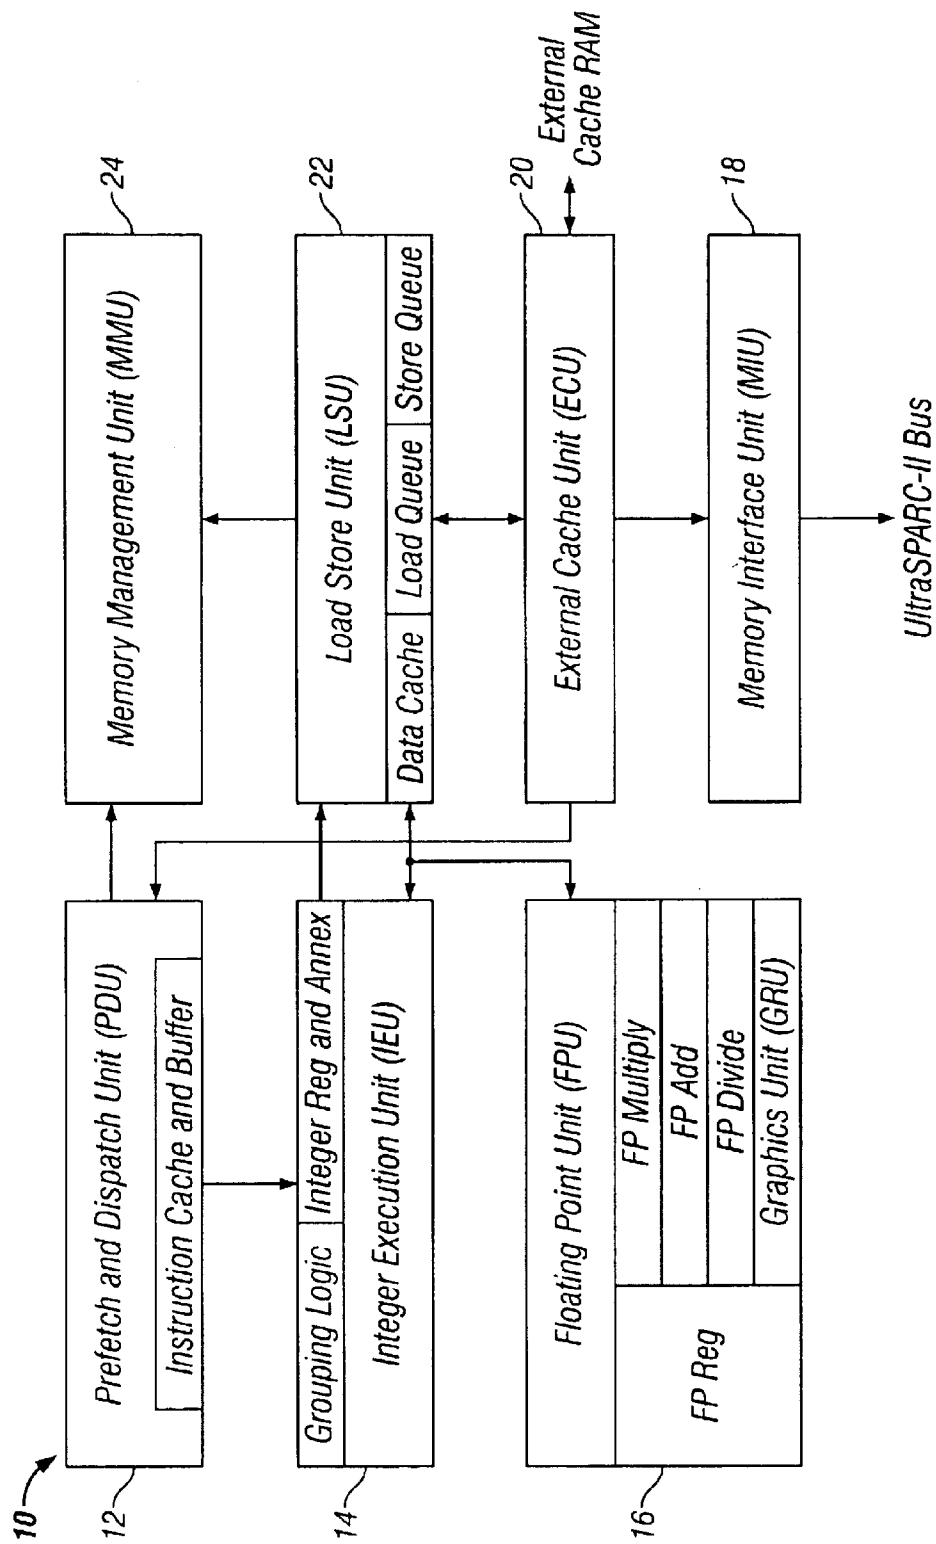 10
12
Prefetch and Dispatch Unit (PDU)
Instruction Cache and Buffer
24
Memory Management Unit (MMU)
14
Grouping Logic
Integer Reg and Annex
Integer Execution Unit (IEU)
22
Load Store Unit (LSU)
Data Cache
Load Queue
Store Queue
16
Floating Point Unit (FPU)
FP Reg
FP Multiply
FP Add
FP Divide
Graphics Unit (GRU)
20
External Cache Unit (ECU)
External
Cache RAM
18
Memory Interface Unit (MIU)
UltraSPARC-II Bus